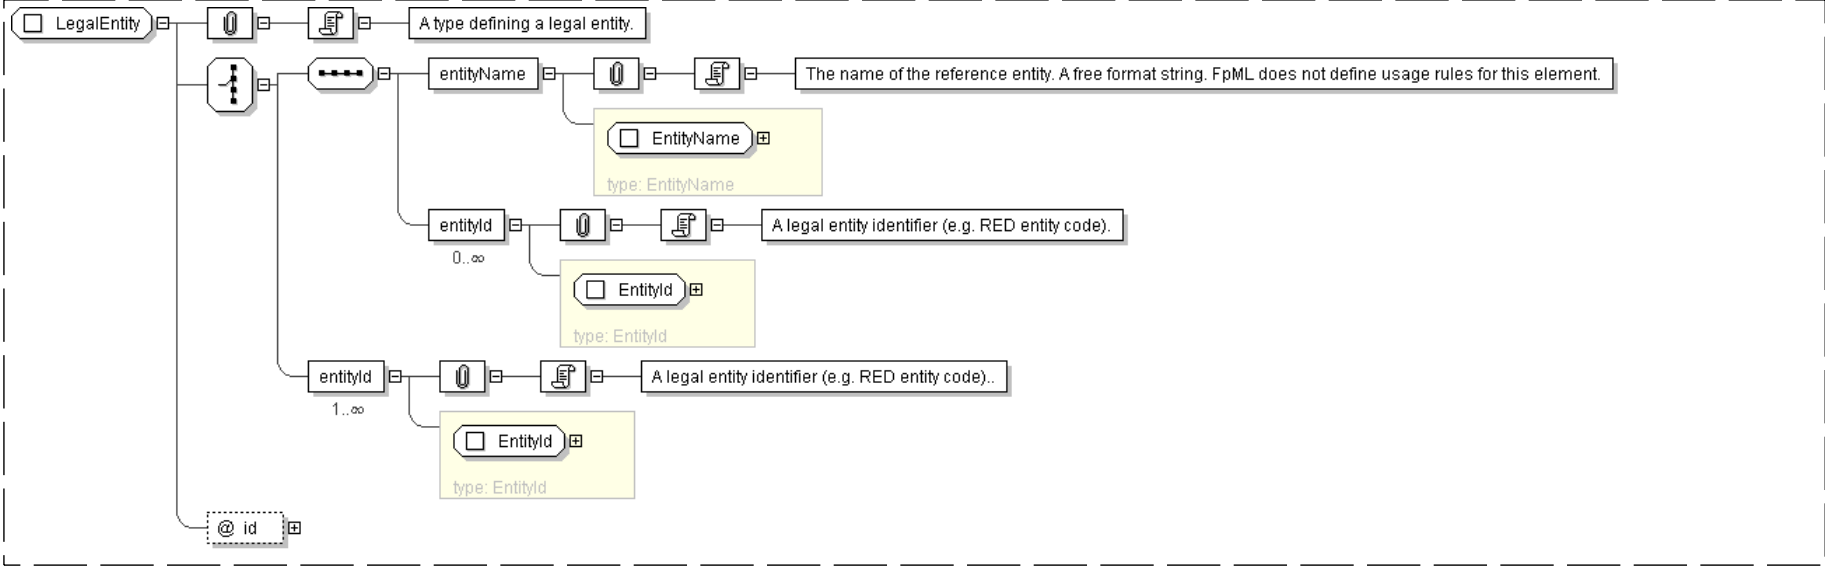 LegalEntity
A type defining a legal entity.
entityName
The name of the reference entity. A free format string. FpML does not define usage rules for this element.
EntityName
type: EntityName
entityId
A legal entity identifier (e.g. RED entity code).
0..∞
EntityId
type: EntityId
entityId
A legal entity identifier (e.g. RED entity code)..
1..∞
EntityId
type: EntityId
@ id